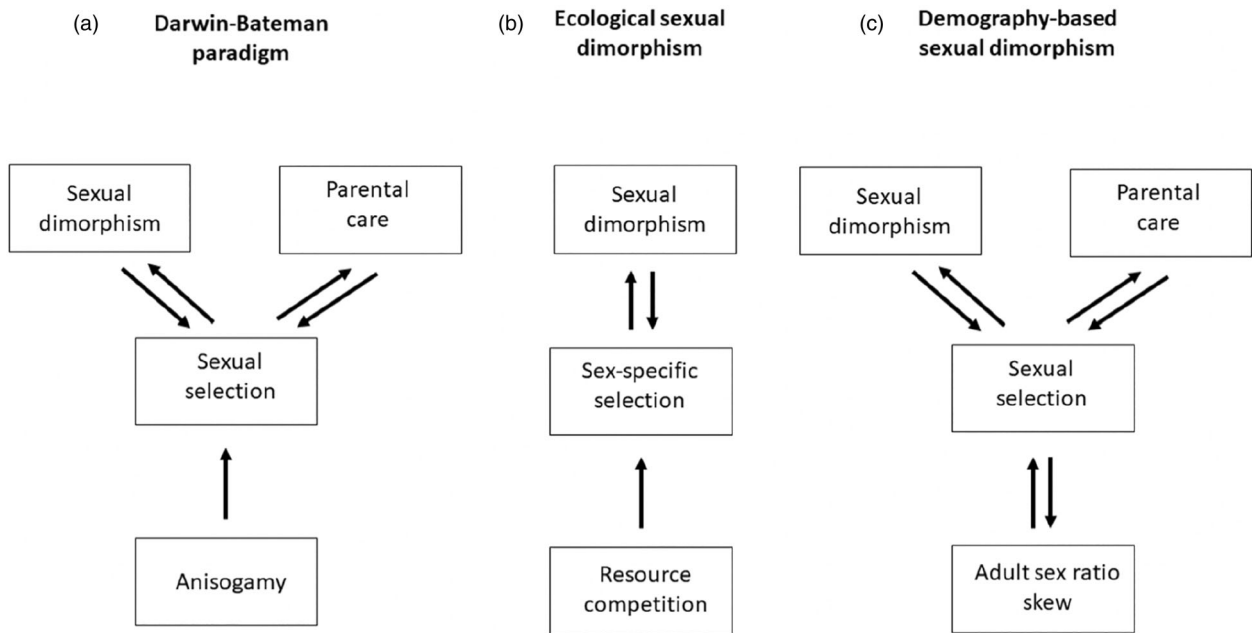 (a)
Darwin-Bateman
paradigm
Sexual
dimorphism
Parental
care
Sexual
selection
Anisogamy
(b)
Ecological sexual
dimorphism
Sexual
dimorphism
Sex-specific
selection
Resource
competition
(c)
Demography-based
sexual dimorphism
Sexual
dimorphism
Parental
care
Sexual
selection
Adult sex ratio
skew